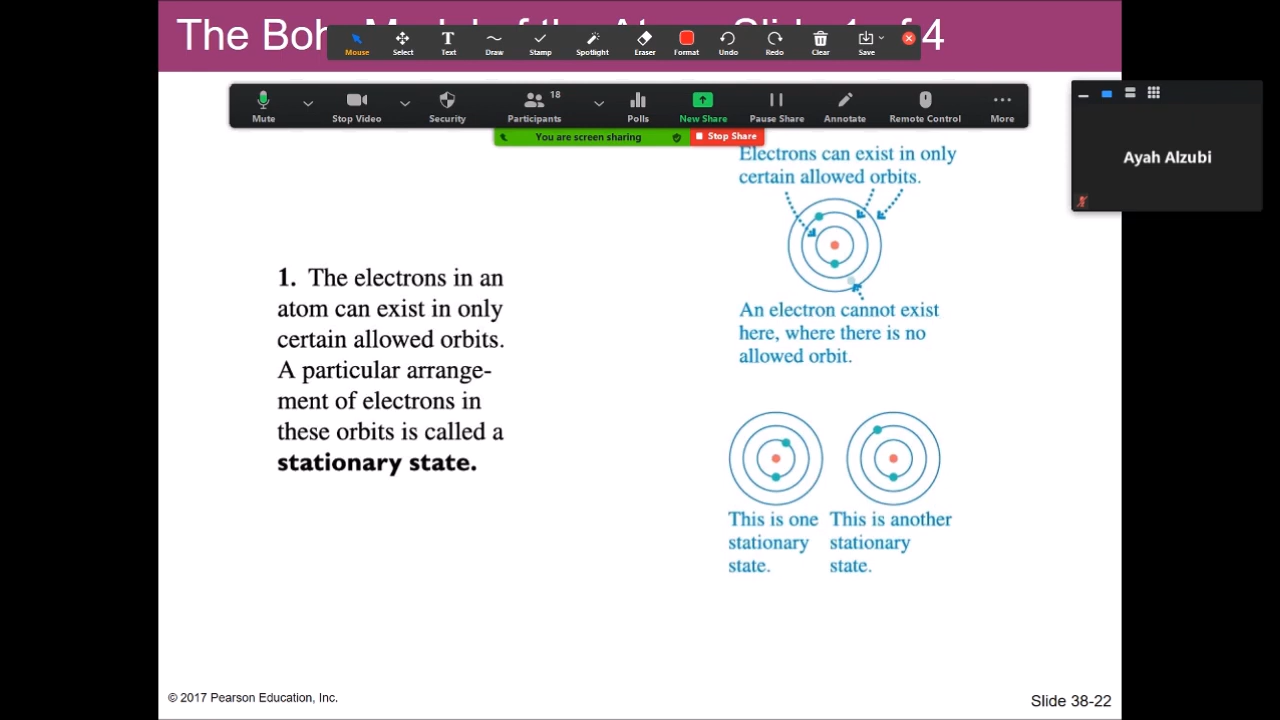 The Boh
4
Mouse
Select
Text
Draw
Stamp
Spotlight
Eraser
Format
Undo
Redo
Clear
Save
Mute
Stop Video
Security
18
Participants
Polls
New Share
Pause Share
Annotate
Remote Control
More
You are screen sharing
Stop Share
Ayah Alzubi
Electrons can exist in only
certain allowed orbits.
An electron cannot exist
here, where there is no
allowed orbit.
1. The electrons in an
atom can exist in only
certain allowed orbits.
A particular arrange-
ment of electrons in
these orbits is called a
stationary state.
This is one
stationary
state.
This is another
stationary
state.
© 2017 Pearson Education, Inc.
Slide 38-22